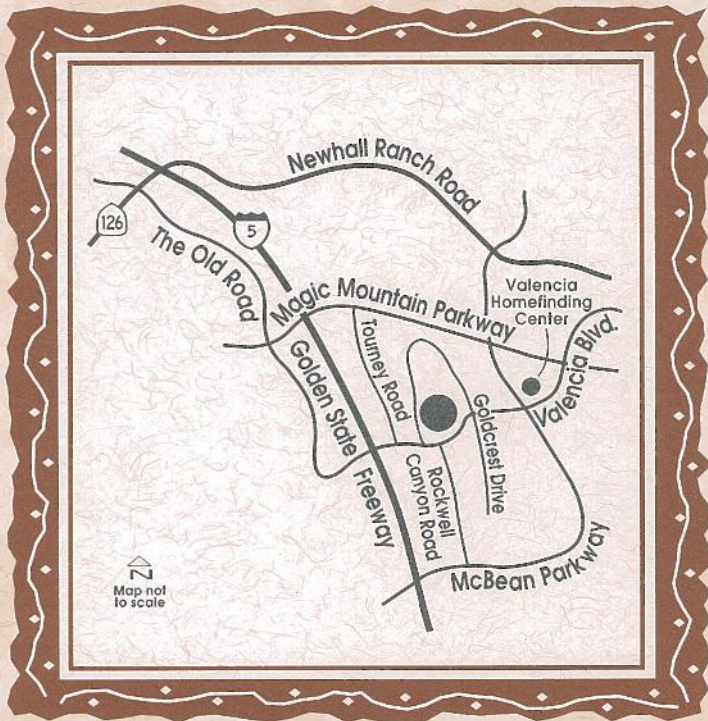 Newhall Ranch Road
126
5
The Old Road
Valencia
Homefinding
Center
Magic Mountain Parkway
Valencia Blvd.
Tourney Road
Golden State
Freeway
Goldcrest Drive
Rockwell
Canyon Road
McBean Parkway
N
Map not
to scale